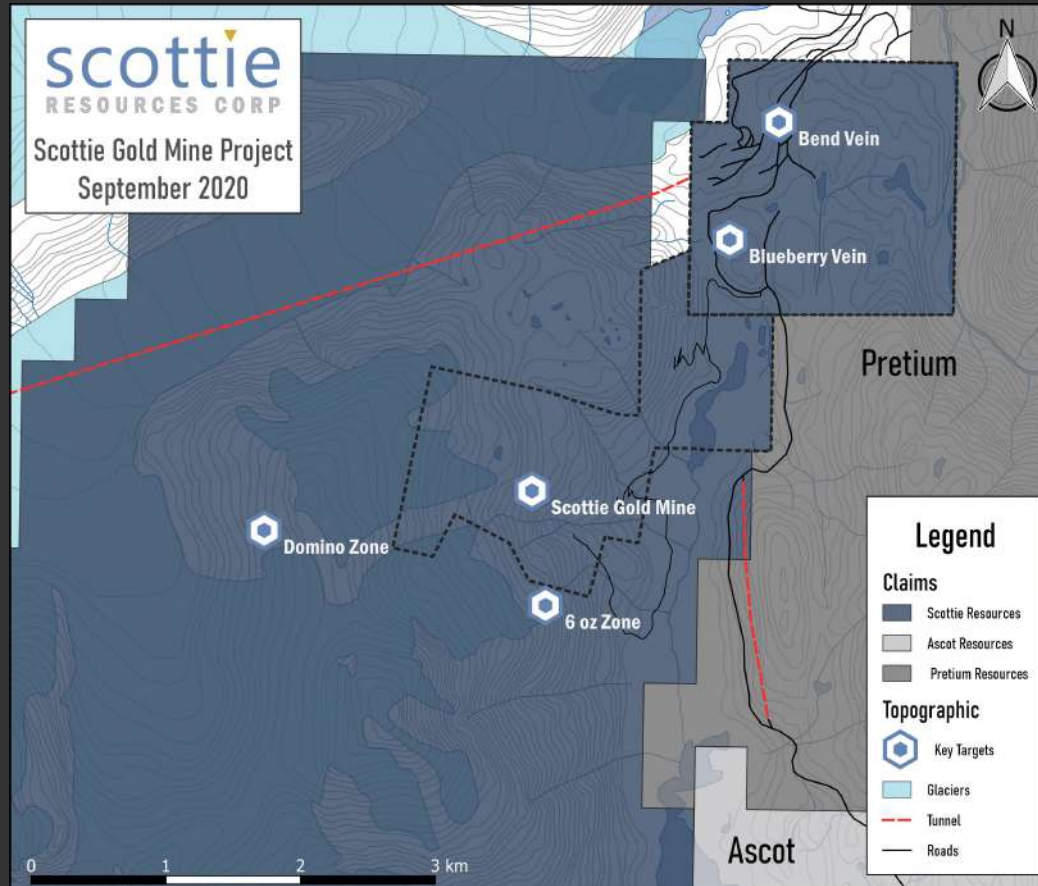 scottie
RESOURCES CORP
Scottie Gold Mine Project
September 2020
N
Bend Vein
Blueberry Vein
Pretium
Scottie Gold Mine
Domino Zone
6 oz Zone
Ascot
Legend
Claims
Scottie Resources
Ascot Resources
Pretium Resources
Topographic
Key Targets
Glaciers
Tunnel
Roads
0 1 2 3 km